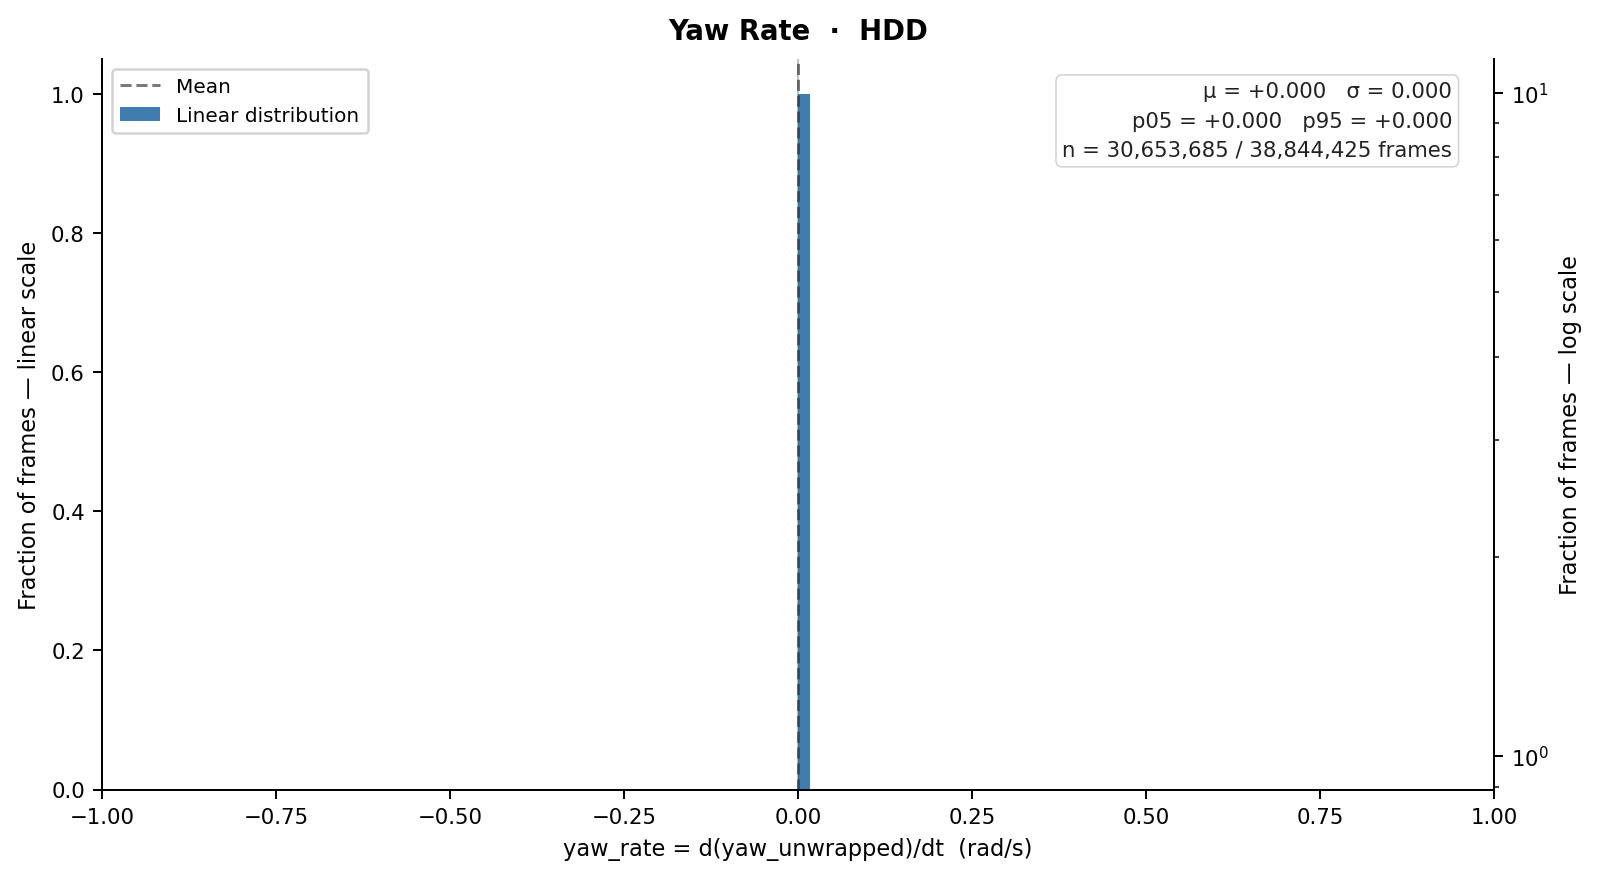 Yaw Rate · HDD
Mean
Linear distribution
μ = +0.000 σ = 0.000
p05 = +0.000 p95 = +0.000
n = 30,653,685 / 38,844,425 frames
Fraction of frames — linear scale
1.0
0.8
0.6
0.4
0.2
0.0
10¹
10⁰
Fraction of frames — log scale
−1.00 −0.75 −0.50 −0.25 0.00 0.25 0.50 0.75 1.00
yaw_rate = d(yaw_unwrapped)/dt (rad/s)